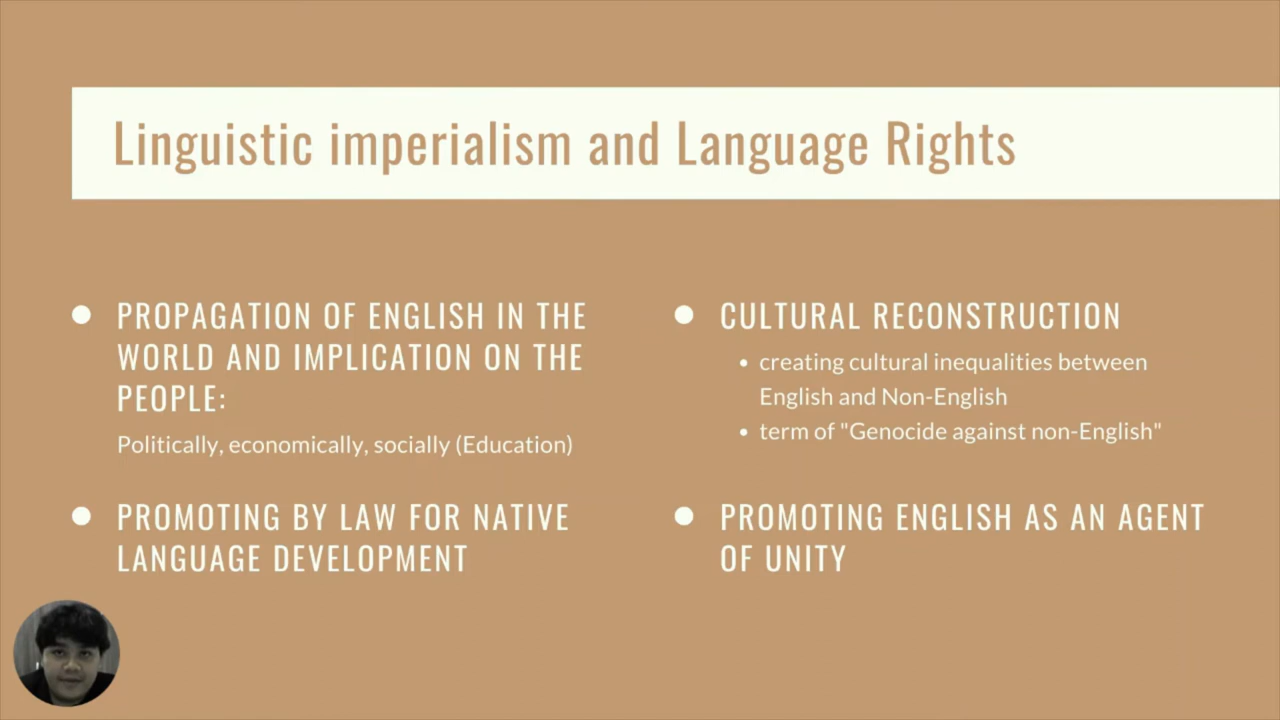 Linguistic imperialism and Language Rights
PROPAGATION OF ENGLISH IN THE
WORLD AND IMPLICATION ON THE
PEOPLE:
Politically, economically, socially (Education)
PROMOTING BY LAW FOR NATIVE
LANGUAGE DEVELOPMENT
CULTURAL RECONSTRUCTION
creating cultural inequalities between
English and Non-English
term of "Genocide against non-English"
PROMOTING ENGLISH AS AN AGENT
OF UNITY